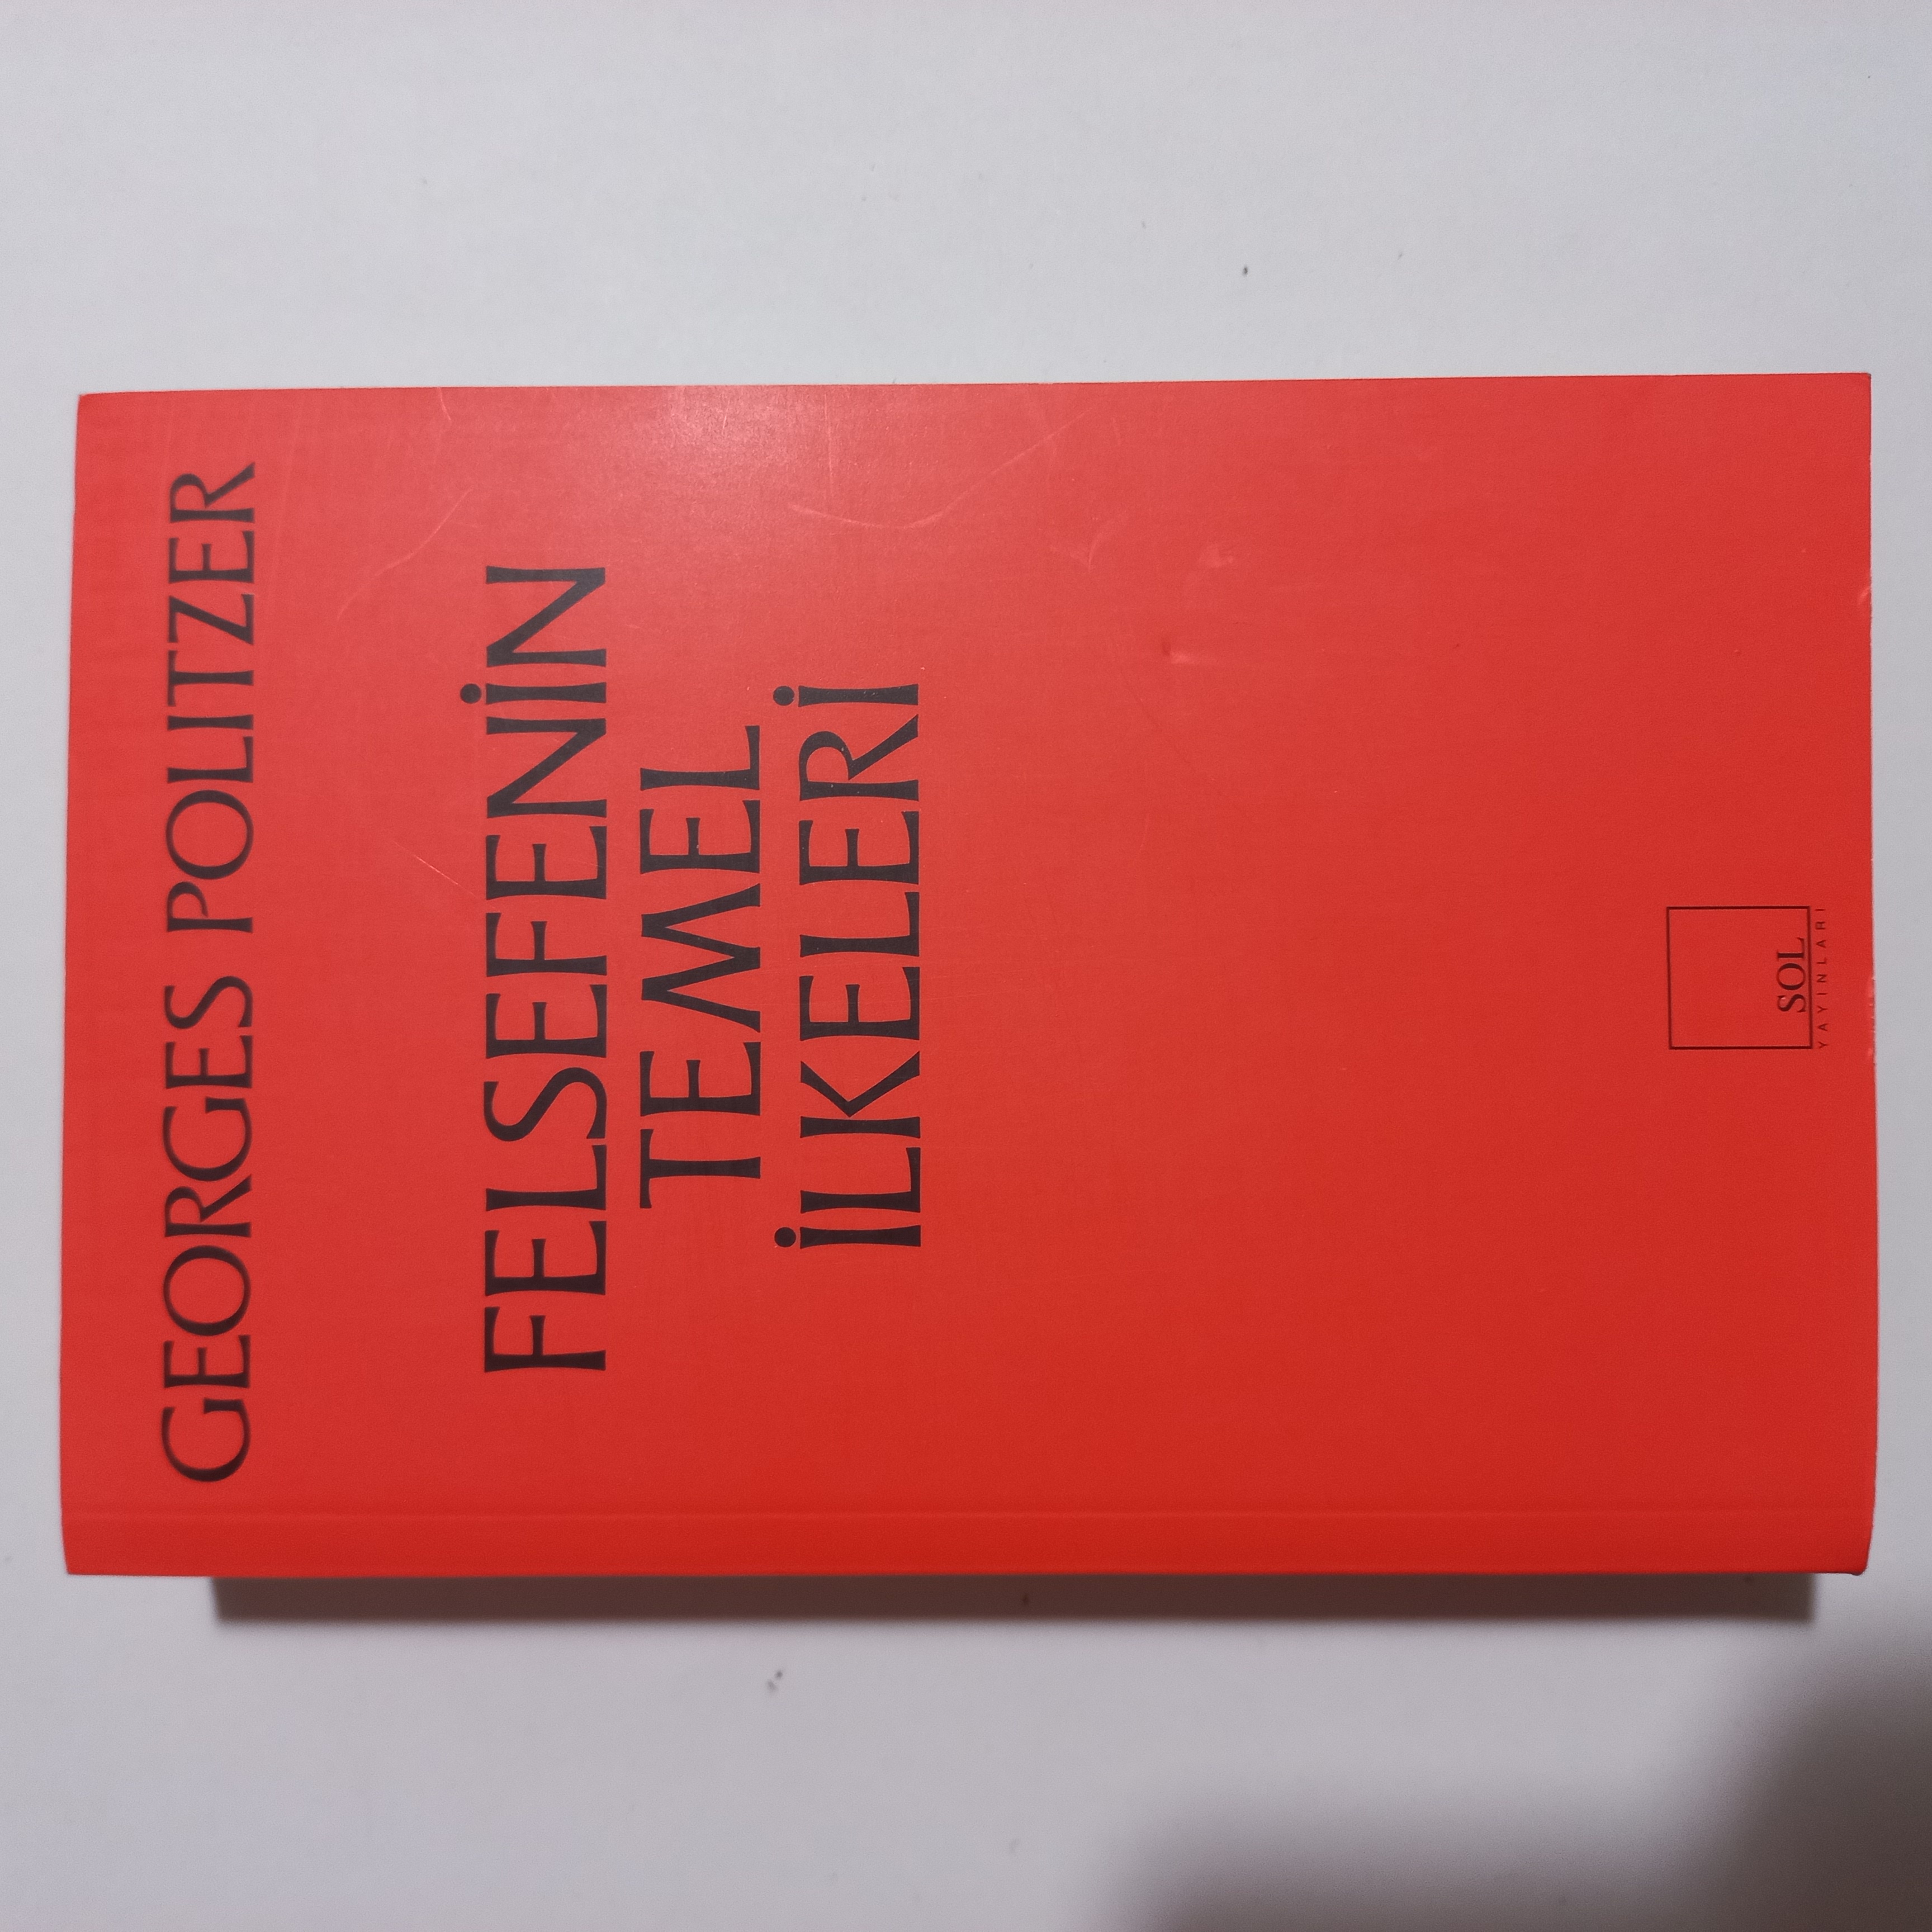 GEORGES POLITZER
FELSEFENİN
TEMEL
İLKELERİ
SOL
YAYINLARI